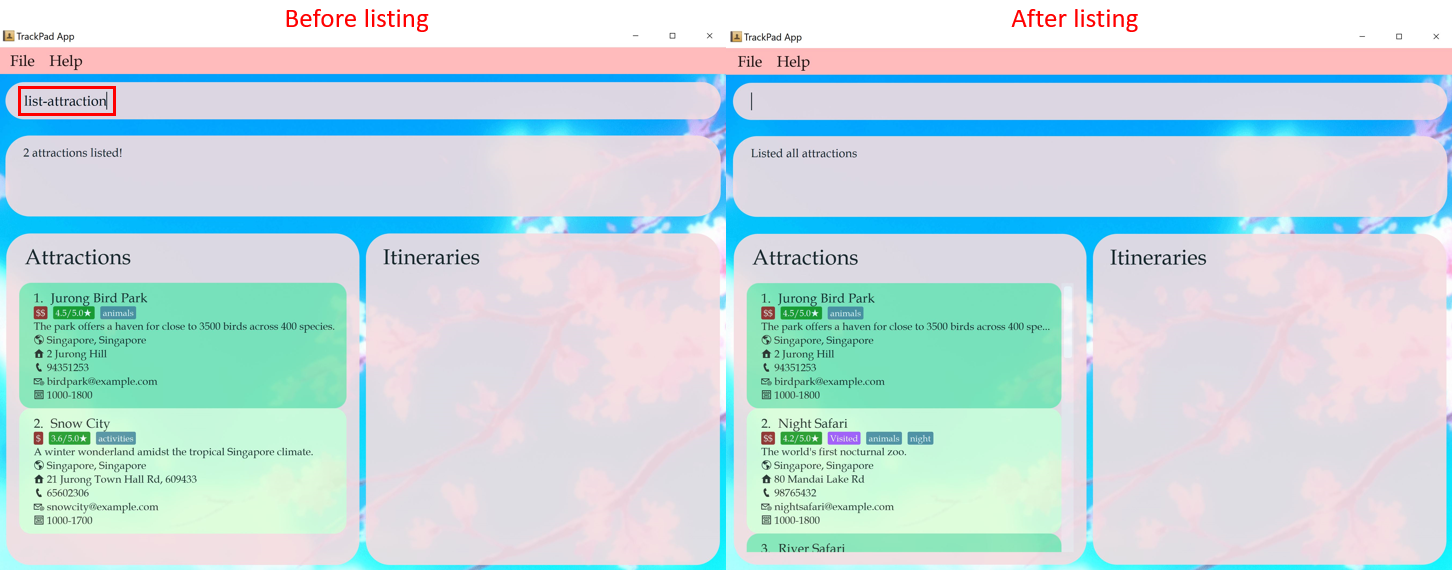 Before listing
TrackPad App
File Help
list-attraction
2 attractions listed!
Attractions
1. Jurong Bird Park
$$ 4.5/5.0★ animals
The park offers a haven for close to 3500 birds across 400 species.
Singapore, Singapore
2 Jurong Hill
94351253
birdpark@example.com
1000-1800
2. Snow City
$ 3.6/5.0★ activities
A winter wonderland amidst the tropical Singapore climate.
Singapore, Singapore
21 Jurong Town Hall Rd, 609433
65602306
snowcity@example.com
1000-1700
Itineraries
After listing
TrackPad App
File Help
Listed all attractions
Attractions
1. Jurong Bird Park
$$ 4.5/5.0★ animals
The park offers a haven for close to 3500 birds across 400 spe...
Singapore, Singapore
2 Jurong Hill
94351253
birdpark@example.com
1000-1800
2. Night Safari
$$ 4.2/5.0★ Visited animals night
The world's first nocturnal zoo.
Singapore, Singapore
80 Mandai Lake Rd
98765432
nightsafari@example.com
1000-1800
3. River Safari
Itineraries